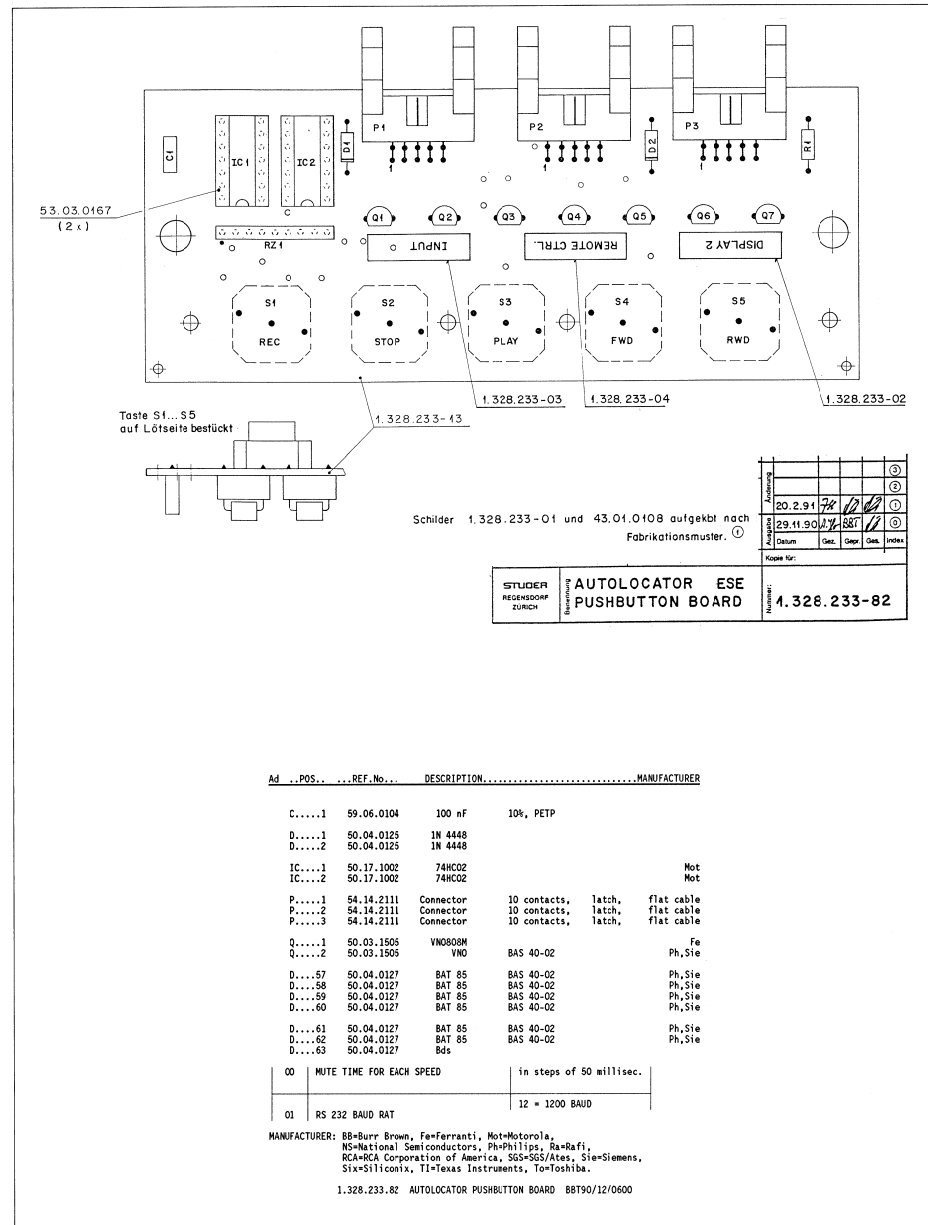 P1
P2
P3
C1
IC1
IC2
D1
D2
R1
1
1
1
53.03.0167
(2x)
C
RZ1
Q1
Q2
Q3
Q4
Q5
Q6
Q7
INPUT
REMOTE CTRL.
DISPLAY 2
S1
S2
S3
S4
S5
REC
STOP
PLAY
FWD
RWD
1.328.233-03
1.328.233-04
1.328.233-02
1.328.233-13
Taste S1...S5
auf Lötseite bestückt
Schilder 1.328.233-01 und 43.01.0108 aufgekbt nach
Fabrikationsmuster. ①
Änderung
③
②
20.2.91 ①
Ausgabe
29.11.90 BBT ⓪
Datum Gez. Gepr. Ges. Index
Kopie für:
STUDER
REGENSDORF
ZÜRICH
Benennung
AUTOLOCATOR ESE
PUSHBUTTON BOARD
Nummer:
1.328.233-82
Ad ..POS.. ...REF.No... DESCRIPTION.............................MANUFACTURER
C.....1 59.06.0104 100 nF 10%, PETP
D.....1 50.04.0125 1N 4448
D.....2 50.04.0125 1N 4448
IC....1 50.17.1002 74HC02 Mot
IC....2 50.17.1002 74HC02 Mot
P.....1 54.14.2111 Connector 10 contacts, latch, flat cable
P.....2 54.14.2111 Connector 10 contacts, latch, flat cable
P.....3 54.14.2111 Connector 10 contacts, latch, flat cable
Q.....1 50.03.1505 VN0808M Fe
Q.....2 50.03.1505 VNO BAS 40-02 Ph,Sie
D....57 50.04.0127 BAT 85 BAS 40-02 Ph,Sie
D....58 50.04.0127 BAT 85 BAS 40-02 Ph,Sie
D....59 50.04.0127 BAT 85 BAS 40-02 Ph,Sie
D....60 50.04.0127 BAT 85 BAS 40-02 Ph,Sie
D....61 50.04.0127 BAT 85 BAS 40-02 Ph,Sie
D....62 50.04.0127 BAT 85 BAS 40-02 Ph,Sie
D....63 50.04.0127 Bds
00 MUTE TIME FOR EACH SPEED in steps of 50 millisec.
12 = 1200 BAUD
01 RS 232 BAUD RAT
MANUFACTURER: BB=Burr Brown, Fe=Ferranti, Mot=Motorola,
NS=National Semiconductors, Ph=Philips, Ra=Rafi,
RCA=RCA Corporation of America, SGS=SGS/Ates, Sie=Siemens,
Six=Siliconix, TI=Texas Instruments, To=Toshiba.
1.328.233.82 AUTOLOCATOR PUSHBUTTON BOARD BBT90/12/0600